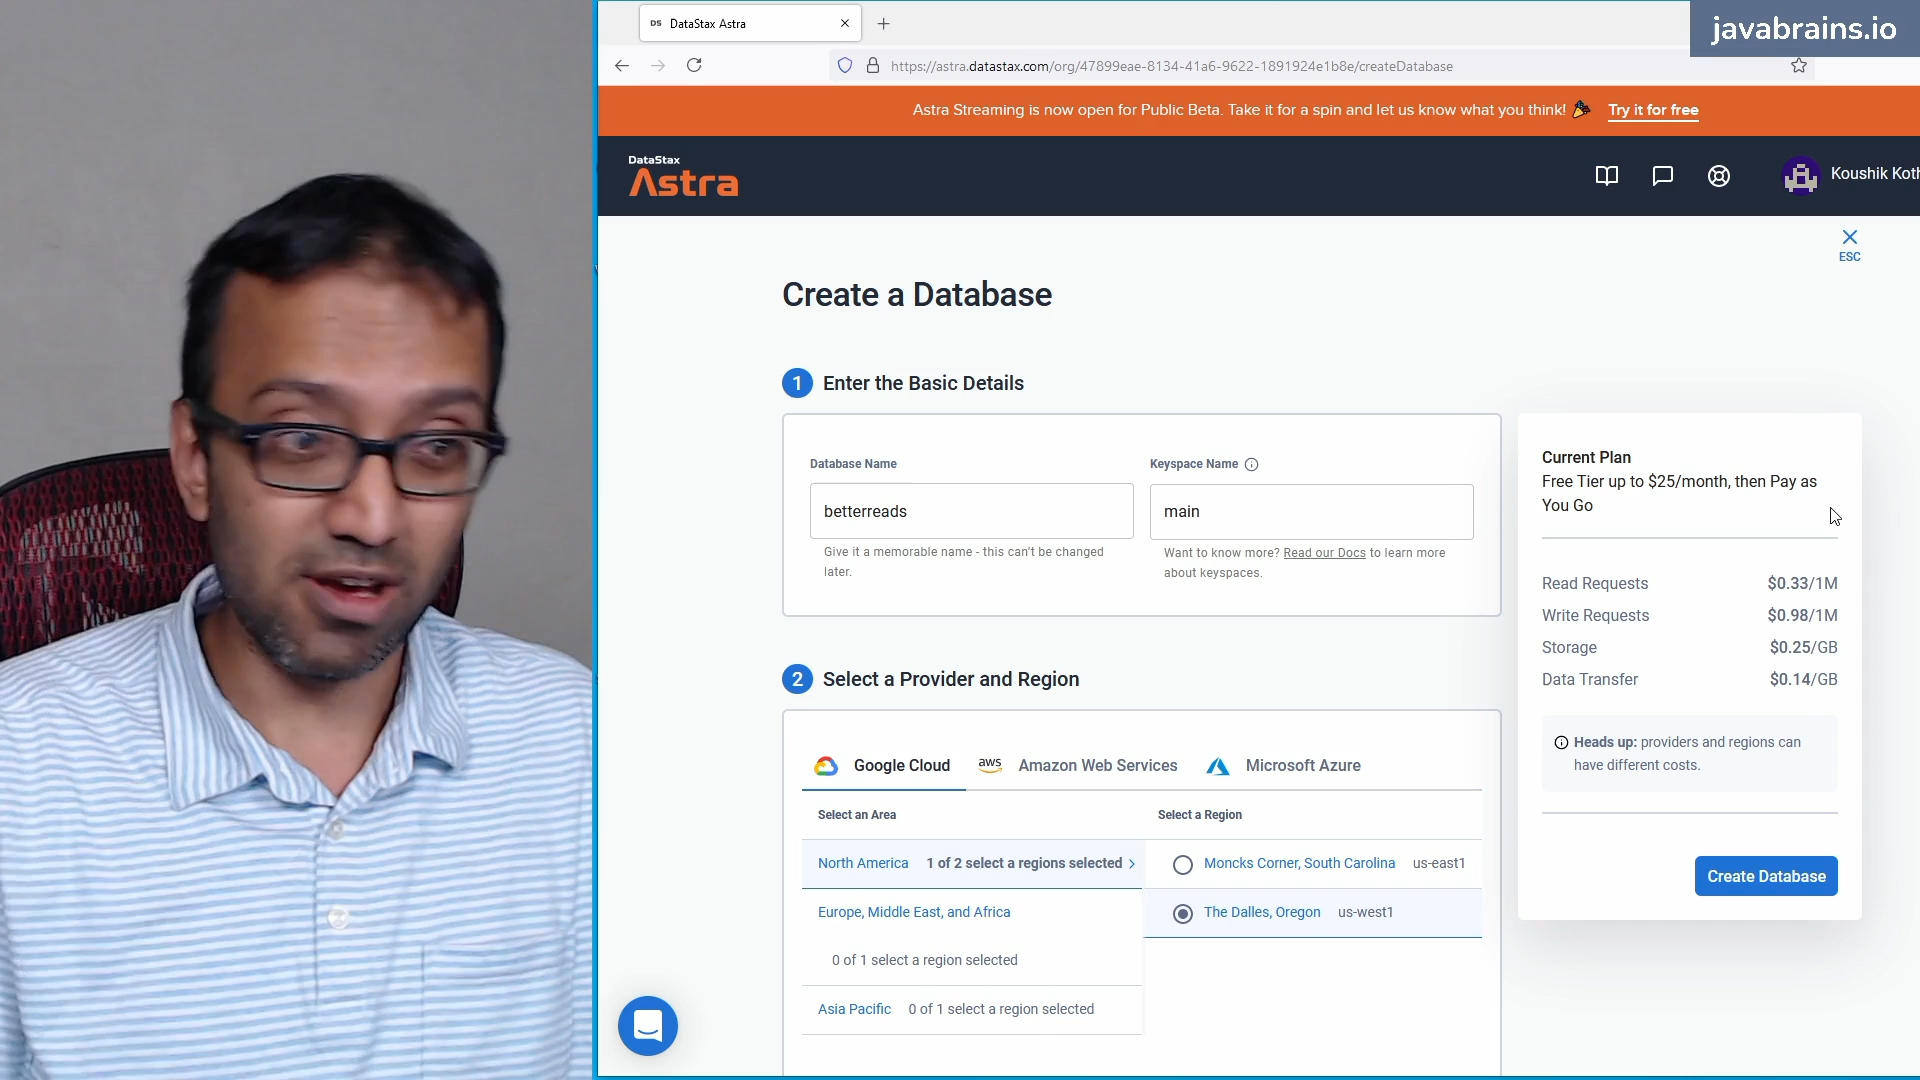 DS DataStax Astra
javabrains.io
https://astra.datastax.com/org/47899eae-8134-41a6-9622-1891924e1b8e/createDatabase
Astra Streaming is now open for Public Beta. Take it for a spin and let us know what you think! Try it for free
DataStax
Astra
Koushik Koth
ESC
Create a Database
1 Enter the Basic Details
Database Name
betterreads
Give it a memorable name - this can't be changed
later.
Keyspace Name
main
Want to know more? Read our Docs to learn more
about keyspaces.
2 Select a Provider and Region
Google Cloud
aws Amazon Web Services
Microsoft Azure
Select an Area
Select a Region
North America 1 of 2 select a regions selected
Moncks Corner, South Carolina us-east1
Europe, Middle East, and Africa
0 of 1 select a region selected
The Dalles, Oregon us-west1
Asia Pacific 0 of 1 select a region selected
Current Plan
Free Tier up to $25/month, then Pay as
You Go
Read Requests $0.33/1M
Write Requests $0.98/1M
Storage $0.25/GB
Data Transfer $0.14/GB
Heads up: providers and regions can
have different costs.
Create Database